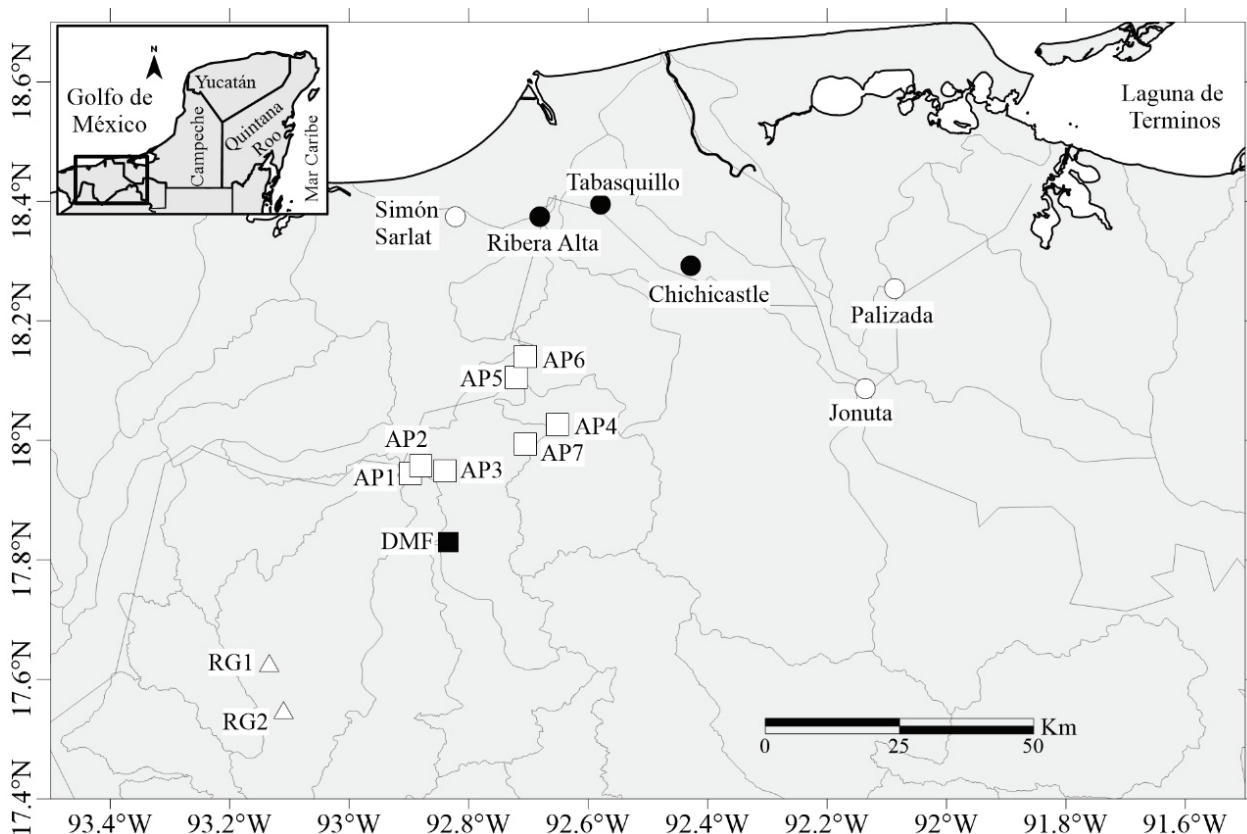 N
Golfo de
México
Yucatán
Campeche
Quintana
Roo
Mar Caribe
Laguna de
Terminos
Simón
Sarlat
Ribera Alta
Tabasquillo
Chichicastle
Palizada
Jonuta
AP6
AP5
AP4
AP7
AP2
AP1
AP3
DMF
RG1
RG2
Km
0
25
50
18.6°N
18.4°N
18.2°N
18°N
17.8°N
17.6°N
17.4°N
93.4°W
93.2°W
93°W
92.8°W
92.6°W
92.4°W
92.2°W
92°W
91.8°W
91.6°W